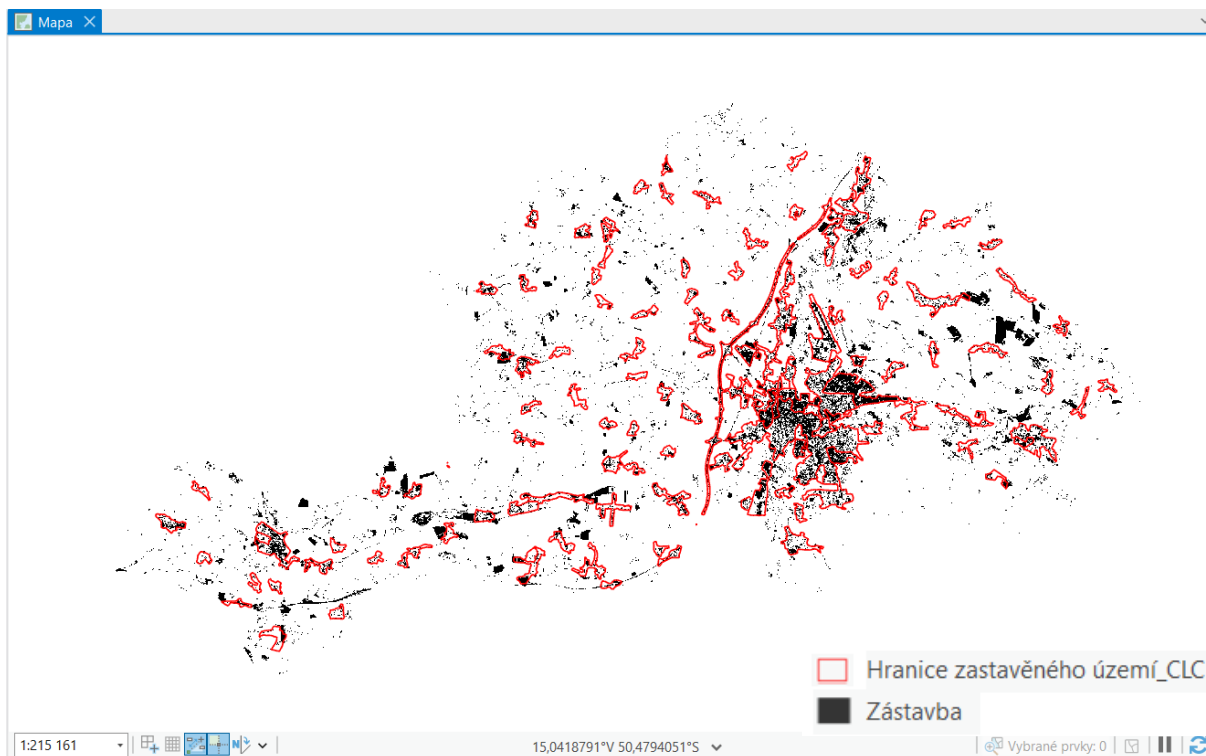 Mapa
Hranice zastavěného území_CLC
Zástavba
1:215 161
15,0418791°V 50,4794051°S
Vybrané prvky: 0